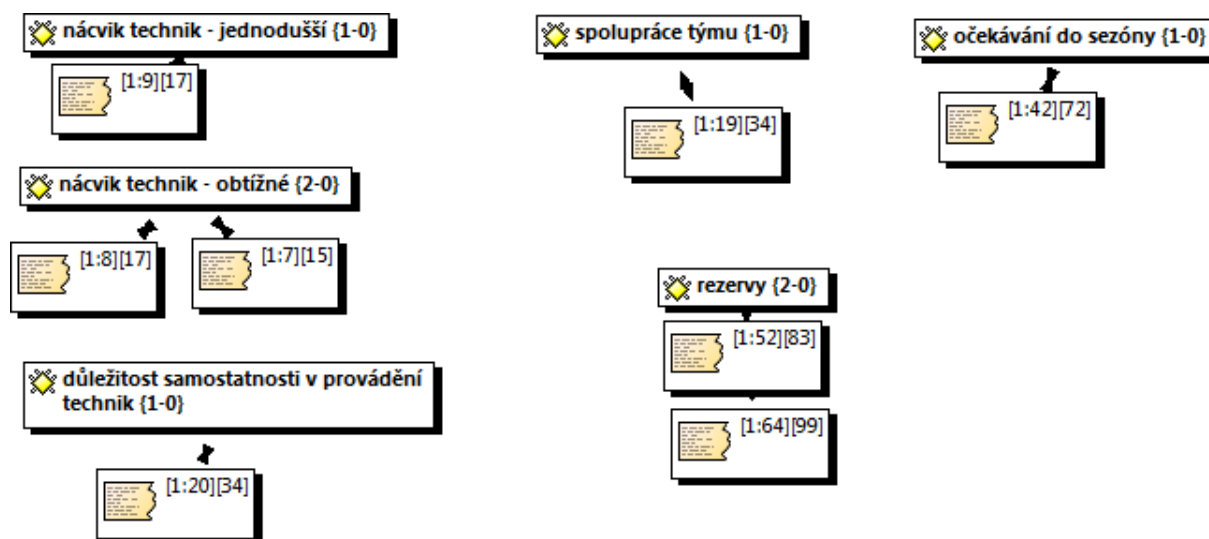 nácvik technik - jednodušší {1-0}
[1:9][17]
nácvik technik - obtížné {2-0}
[1:8][17]
[1:7][15]
důležitost samostatnosti v provádění
technik {1-0}
[1:20][34]
spolupráce týmu {1-0}
[1:19][34]
rezervy {2-0}
[1:52][83]
[1:64][99]
očekávání do sezóny {1-0}
[1:42][72]